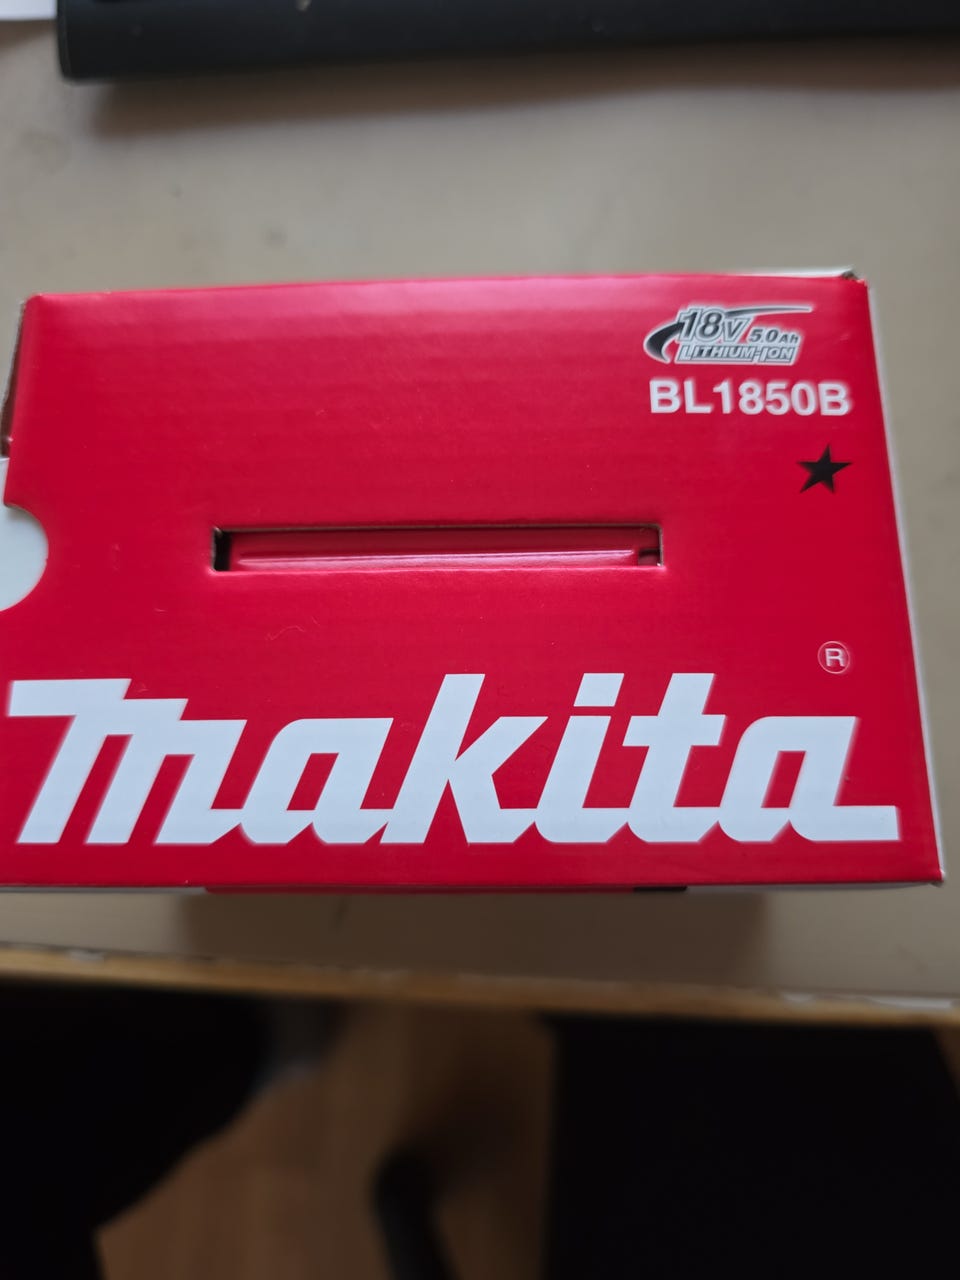 18V 5.0Ah
LITHIUM-ION
BL1850B
®
makita